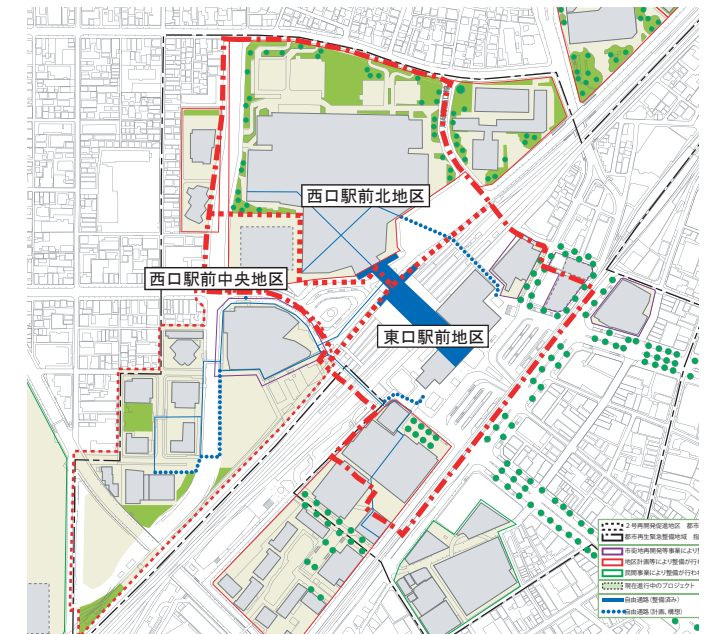 西口駅前北地区
西口駅前中央地区
東口駅前地区
2号再開発促進地区 都市
都市再生緊急整備地域 指
市街地再開発等事業により
地区計画等により整備が行わ
民間事業により整備が行わ
現在進行中のプロジェクト
自由通路(整備済み)
自由通路(計画、構想)